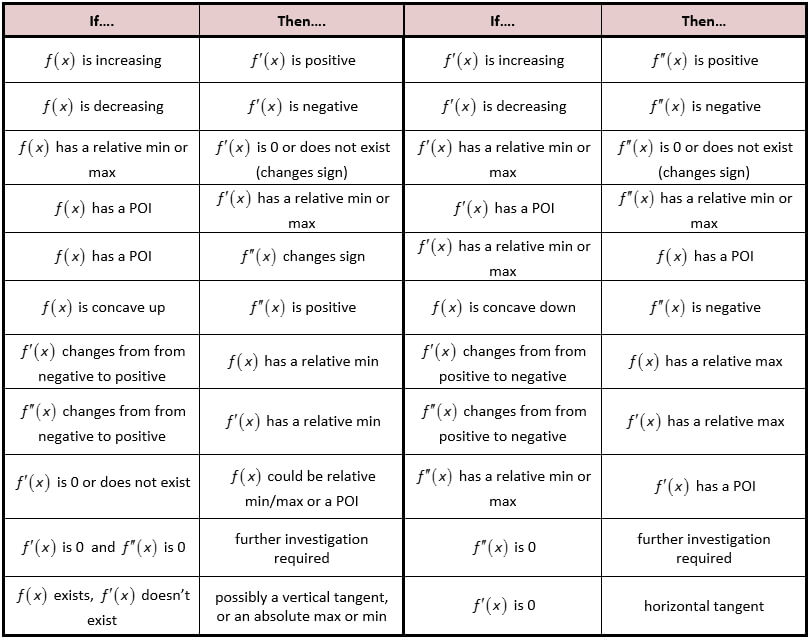 If.... Then.... If.... Then...
f(x) is increasing f′(x) is positive f′(x) is increasing f″(x) is positive
f(x) is decreasing f′(x) is negative f′(x) is decreasing f″(x) is negative
f(x) has a relative min or max f′(x) is 0 or does not exist (changes sign) f′(x) has a relative min or max f″(x) is 0 or does not exist (changes sign)
f(x) has a POI f′(x) has a relative min or max f′(x) has a POI f″(x) has a relative min or max
f(x) has a POI f″(x) changes sign f′(x) has a relative min or max f(x) has a POI
f(x) is concave up f″(x) is positive f(x) is concave down f″(x) is negative
f′(x) changes from from negative to positive f(x) has a relative min f′(x) changes from from positive to negative f(x) has a relative max
f″(x) changes from from negative to positive f′(x) has a relative min f″(x) changes from from positive to negative f′(x) has a relative max
f′(x) is 0 or does not exist f(x) could be relative min/max or a POI f″(x) has a relative min or max f′(x) has a POI
f′(x) is 0 and f″(x) is 0 further investigation required f″(x) is 0 further investigation required
f(x) exists, f′(x) doesn't exist possibly a vertical tangent, or an absolute max or min f′(x) is 0 horizontal tangent